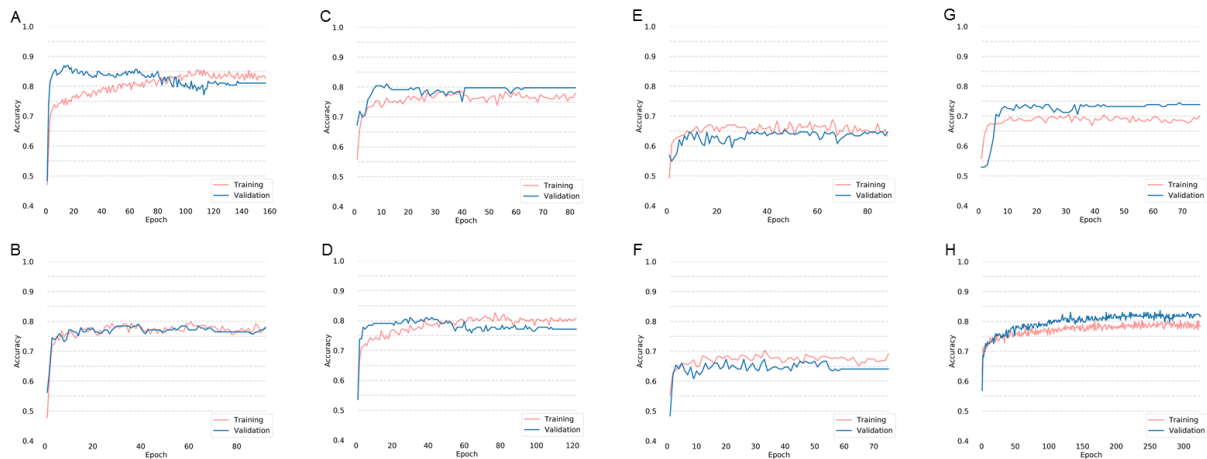 A
1.0
0.9
0.8
0.7
0.6
0.5
0.4
Accuracy
0 20 40 60 80 100 120 140 160
Epoch
Training
Validation
C
1.0
0.9
0.8
0.7
0.6
0.5
0.4
Accuracy
0 10 20 30 40 50 60 70 80
Epoch
Training
Validation
E
1.0
0.9
0.8
0.7
0.6
0.5
0.4
Accuracy
0 20 40 60 80
Epoch
Training
Validation
G
1.0
0.9
0.8
0.7
0.6
0.5
0.4
Accuracy
0 10 20 30 40 50 60 70
Epoch
Training
Validation
B
1.0
0.9
0.8
0.7
0.6
0.5
0.4
Accuracy
0 20 40 60 80
Epoch
Training
Validation
D
1.0
0.9
0.8
0.7
0.6
0.5
0.4
Accuracy
0 20 40 60 80 100 120
Epoch
Training
Validation
F
1.0
0.9
0.8
0.7
0.6
0.5
0.4
Accuracy
0 10 20 30 40 50 60 70
Epoch
Training
Validation
H
1.0
0.9
0.8
0.7
0.6
0.5
0.4
Accuracy
0 50 100 150 200 250 300
Epoch
Training
Validation